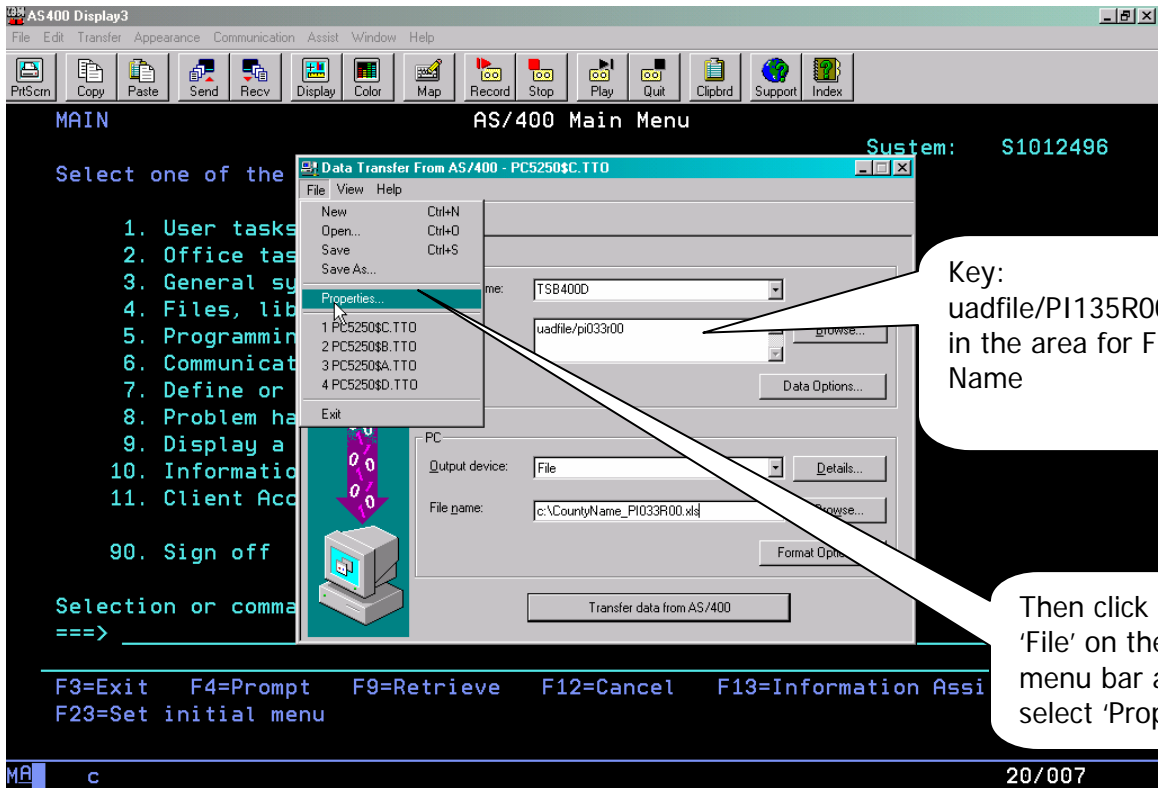 AS400 Display3
File Edit Transfer Appearance Communication Assist Window Help
PrtScrn Copy Paste Send Recv Display Color Map Record Stop Play Quit Clipbrd Support Index
MAIN AS/400 Main Menu
System: S1012496
Select one of the
1. User tasks
2. Office tas
3. General sy
4. Files, lib
5. Programmin
6. Communicat
7. Define or
8. Problem ha
9. Display a
10. Informatio
11. Client Acc
90. Sign off
Selection or comma
===>
F3=Exit F4=Prompt F9=Retrieve F12=Cancel F13=Information Assi
F23=Set initial menu
MA c 20/007
Data Transfer From AS/400 - PC5250$C.TTO
File View Help
New Ctrl+N
Open... Ctrl+O
Save Ctrl+S
Save As...
Properties...
1 PC5250$C.TTO
2 PC5250$B.TTO
3 PC5250$A.TTO
4 PC5250$D.TTO
Exit
me: TSB400D
uadfile/pi033r00 Browse...
Data Options...
PC
Output device: File Details...
File name: c:\CountyName_PI033R00.xls Browse...
Format Opti
Transfer data from AS/400
Key:
uadfile/PI135R00
in the area for F
Name
Then click
'File' on the
menu bar a
select 'Prop